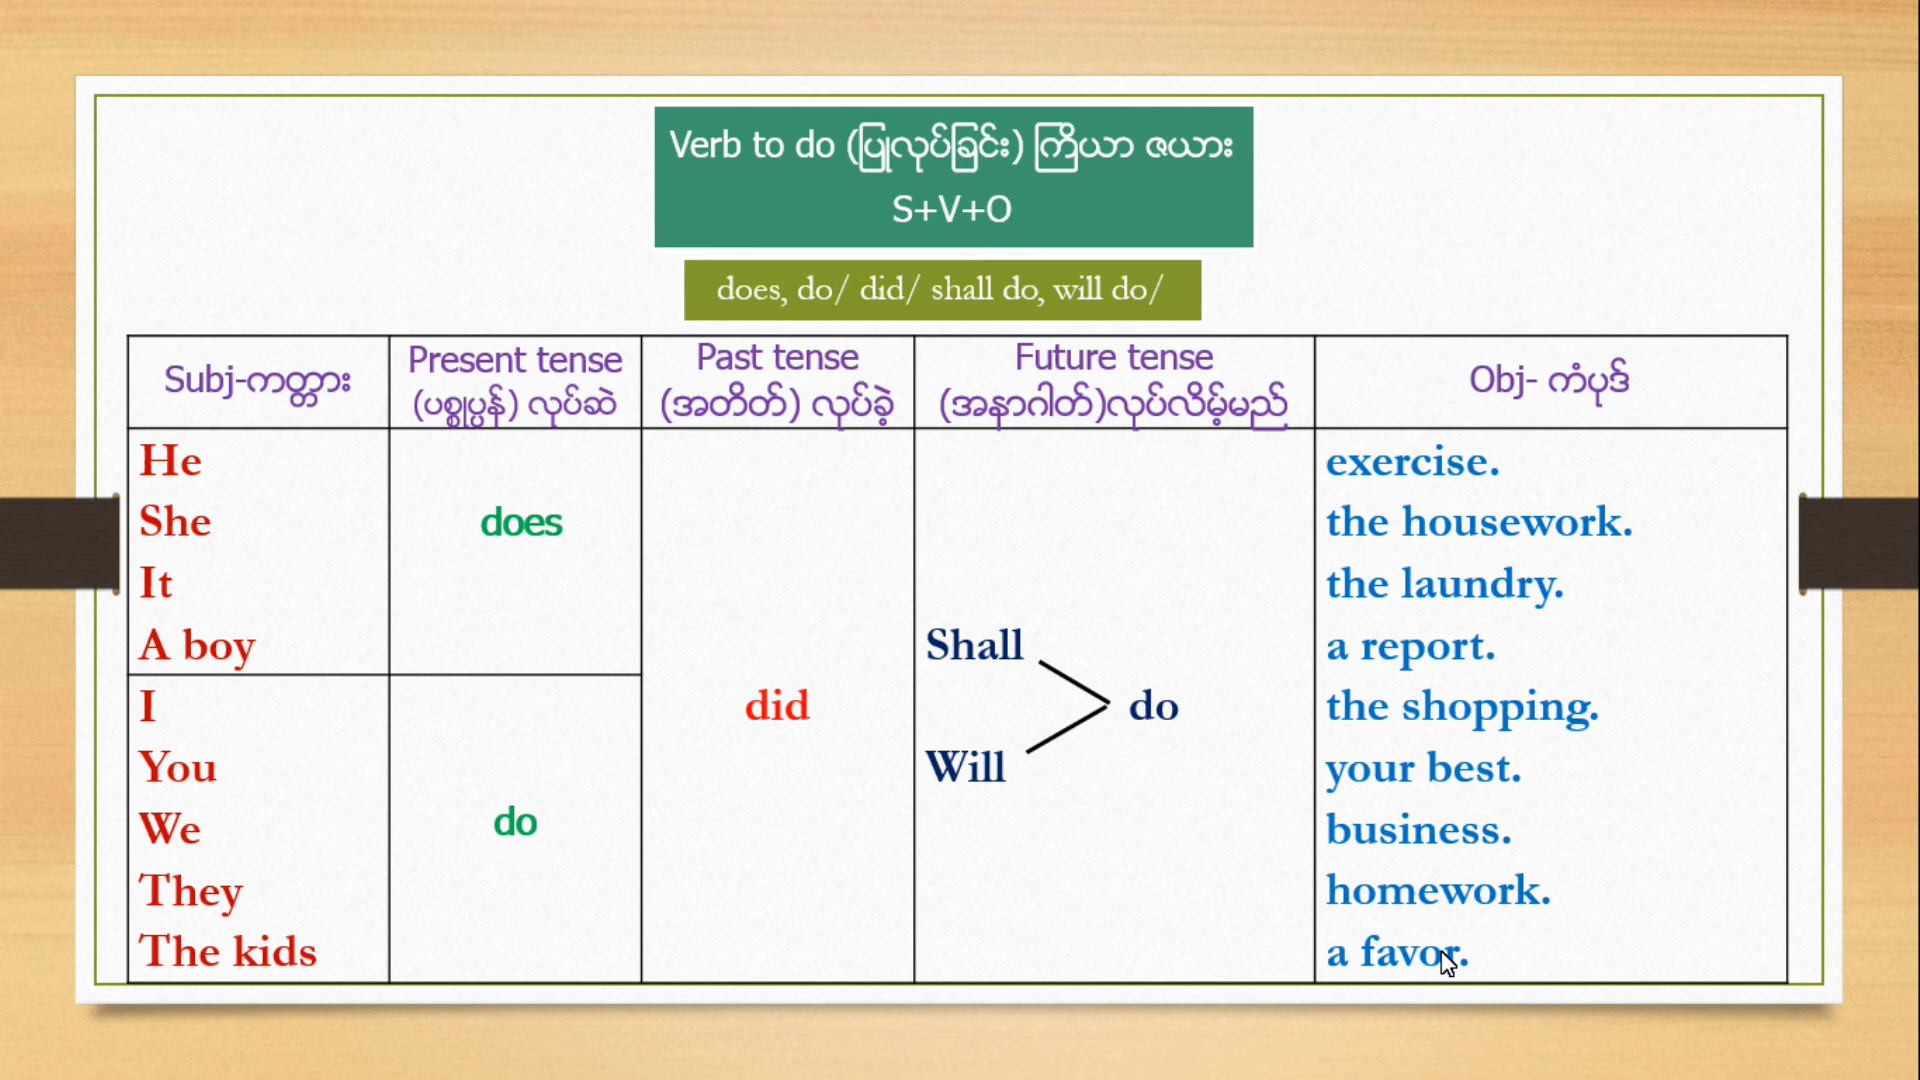 Verb to do (ပြုလုပ်ခြင်း) ကြိယာ ဇယား
S+V+O
does, do/ did/ shall do, will do/
Subj-ကတ္တား
Present tense
(ပစ္စုပ္ပန်) လုပ်ဆဲ
Past tense
(အတိတ်) လုပ်ခဲ့
Future tense
(အနာဂါတ်)လုပ်လိမ့်မည်
Obj- ကံပုဒ်
He
She
It
A boy
does
I
You
We
They
The kids
do
did
Shall
Will
do
exercise.
the housework.
the laundry.
a report.
the shopping.
your best.
business.
homework.
a favor.